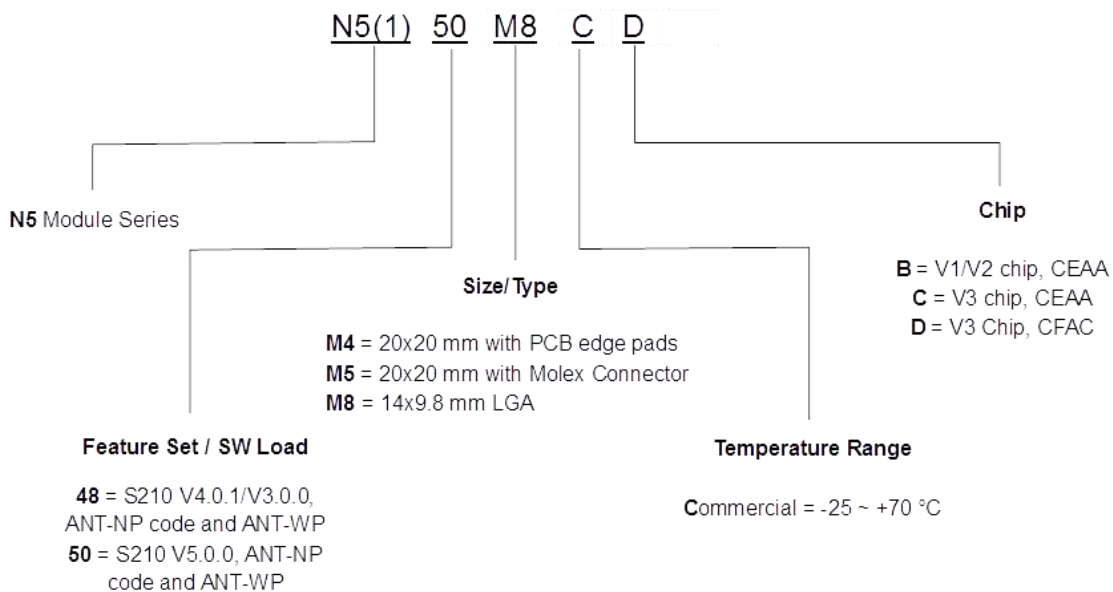 N5(1) 50 M8 C D
N5 Module Series
Chip
B = V1/V2 chip, CEAA
C = V3 chip, CEAA
D = V3 Chip, CFAC
Size/Type
M4 = 20x20 mm with PCB edge pads
M5 = 20x20 mm with Molex Connector
M8 = 14x9.8 mm LGA
Feature Set / SW Load
48 = S210 V4.0.1/V3.0.0,
ANT-NP code and ANT-WP
50 = S210 V5.0.0, ANT-NP
code and ANT-WP
Temperature Range
Commercial = -25 ~ +70 °C